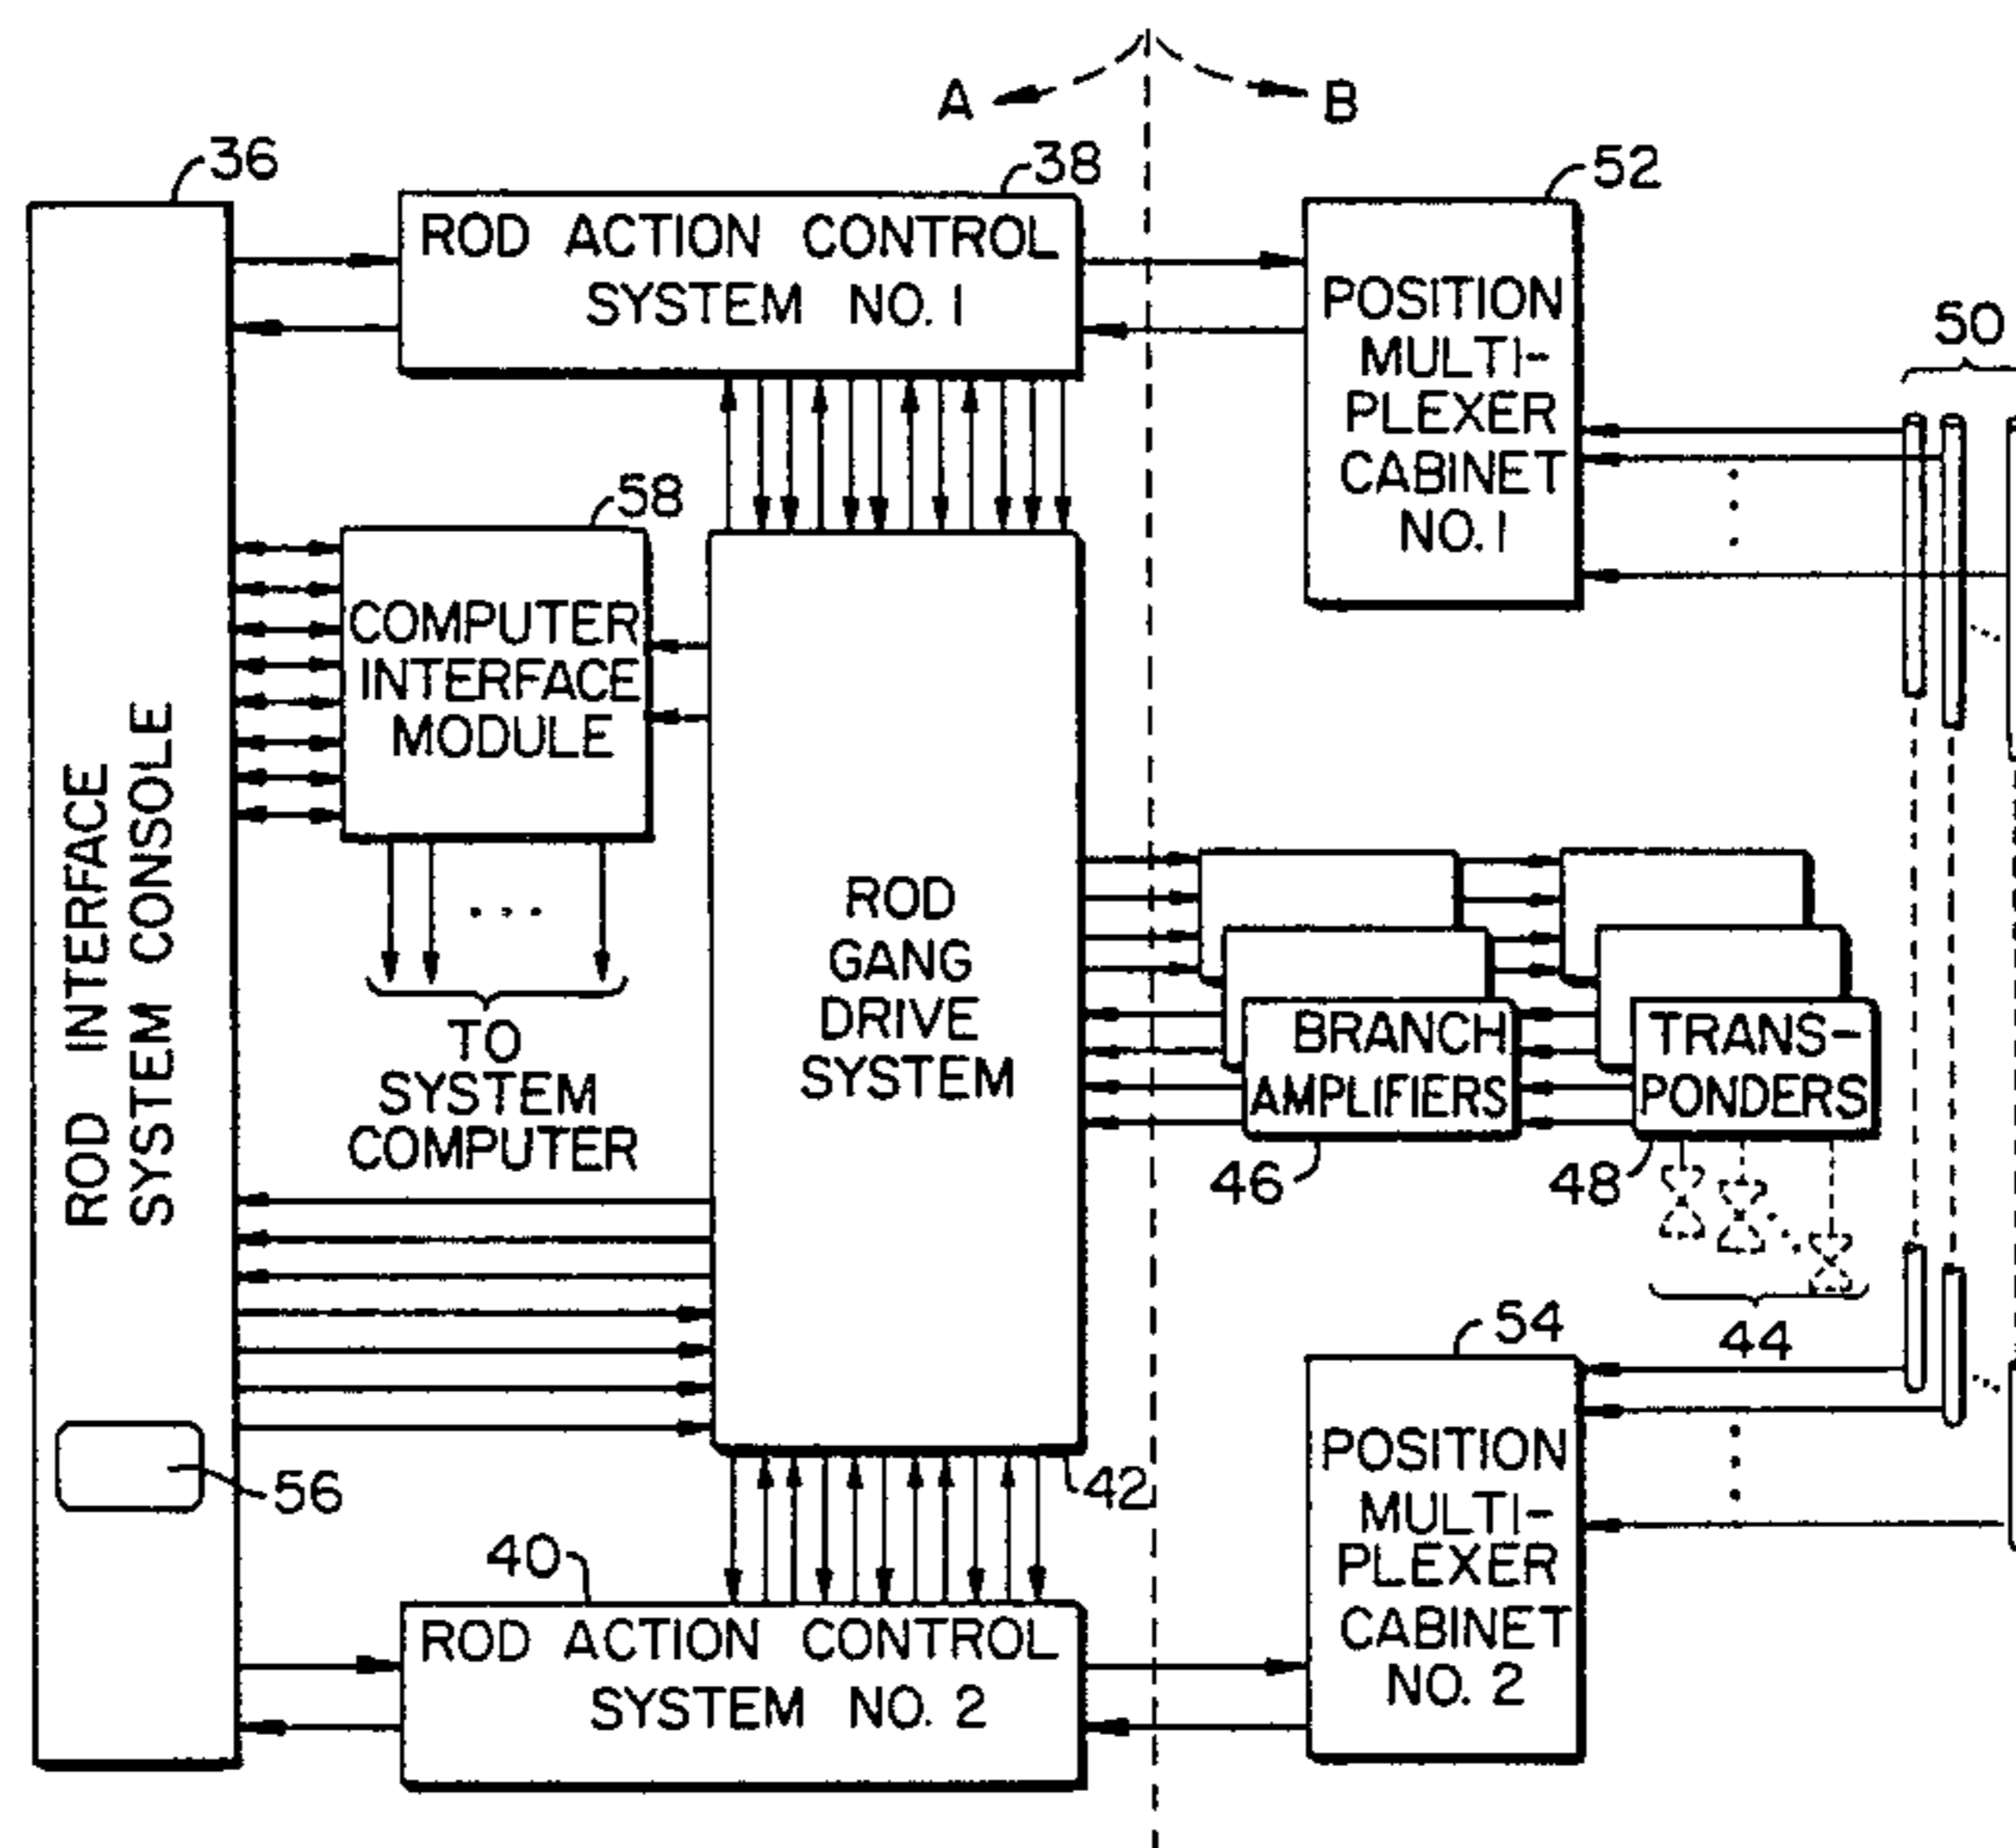 A
B
36
38
52
ROD ACTION CONTROL
SYSTEM NO. 1
POSITION
MULTI-
PLEXER
CABINET
NO. 1
50
58
COMPUTER
INTERFACE
MODULE
ROD INTERFACE
SYSTEM CONSOLE
ROD
GANG
DRIVE
SYSTEM
...
TO
SYSTEM
COMPUTER
BRANCH
AMPLIFIERS
TRANS-
PONDERS
46
48
44
54
56
42
40
ROD ACTION CONTROL
SYSTEM NO. 2
POSITION
MULTI-
PLEXER
CABINET
NO. 2